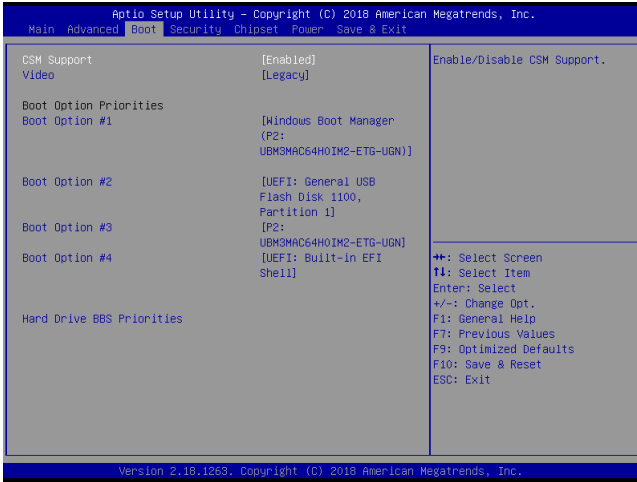 Aptio Setup Utility – Copyright (C) 2018 American Megatrends, Inc.
Main Advanced Boot Security Chipset Power Save & Exit
CSM Support [Enabled]
Video [Legacy]
Boot Option Priorities
Boot Option #1 [Windows Boot Manager
(P2:
UBM3MAC64H0IM2-ETG-UGN)]
Boot Option #2 [UEFI: General USB
Flash Disk 1100,
Partition 1]
Boot Option #3 [P2:
UBM3MAC64H0IM2-ETG-UGN]
Boot Option #4 [UEFI: Built-in EFI
Shell]
Hard Drive BBS Priorities
Enable/Disable CSM Support.
→←: Select Screen
↑↓: Select Item
Enter: Select
+/-: Change Opt.
F1: General Help
F7: Previous Values
F9: Optimized Defaults
F10: Save & Reset
ESC: Exit
Version 2.18.1263. Copyright (C) 2018 American Megatrends, Inc.